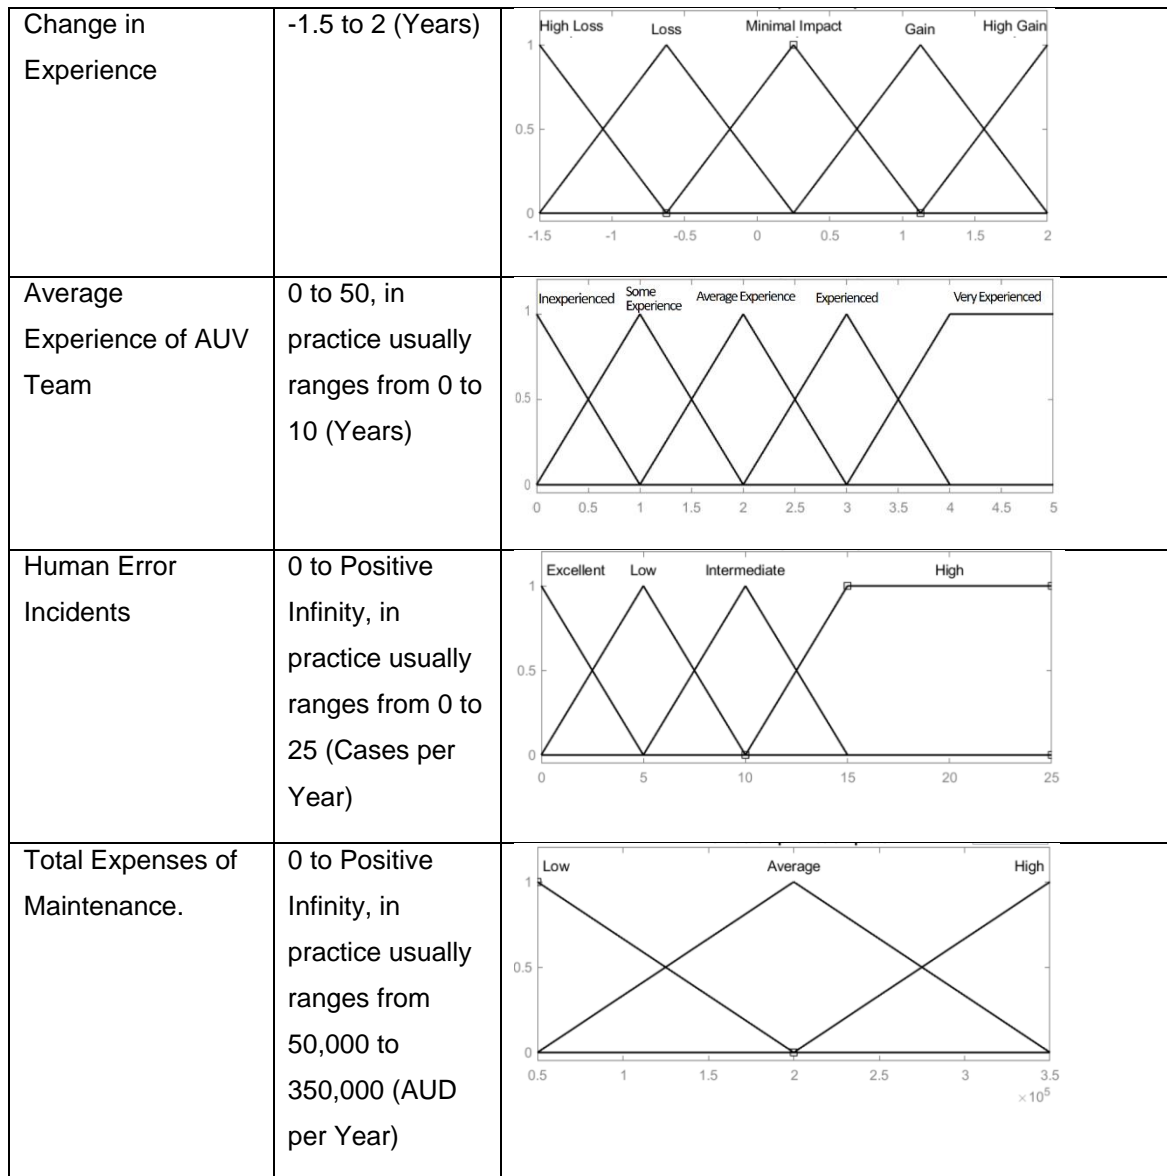 Change in
Experience
-1.5 to 2 (Years)
High Loss Loss Minimal Impact Gain High Gain
1
0.5
0
-1.5 -1 -0.5 0 0.5 1 1.5 2
Average
Experience of AUV
Team
0 to 50, in
practice usually
ranges from 0 to
10 (Years)
Inexperienced Some Experience Average Experience Experienced Very Experienced
1
0.5
0
0 0.5 1 1.5 2 2.5 3 3.5 4 4.5 5
Human Error
Incidents
0 to Positive
Infinity, in
practice usually
ranges from 0 to
25 (Cases per
Year)
Excellent Low Intermediate High
1
0.5
0
0 5 10 15 20 25
Total Expenses of
Maintenance.
0 to Positive
Infinity, in
practice usually
ranges from
50,000 to
350,000 (AUD
per Year)
Low Average High
1
0.5
0
0.5 1 1.5 2 2.5 3 3.5
×10⁵